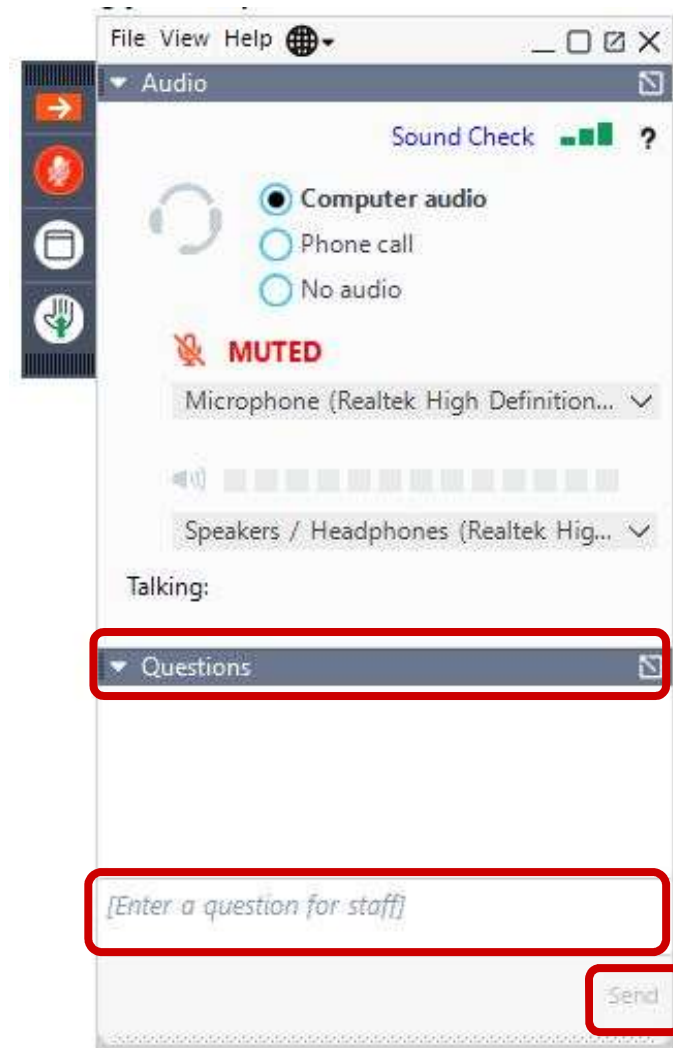 File View Help
Audio
Sound Check ?
Computer audio
Phone call
No audio
MUTED
Microphone (Realtek High Definition...
Speakers / Headphones (Realtek Hig...
Talking:
Questions
[Enter a question for staff]
Send